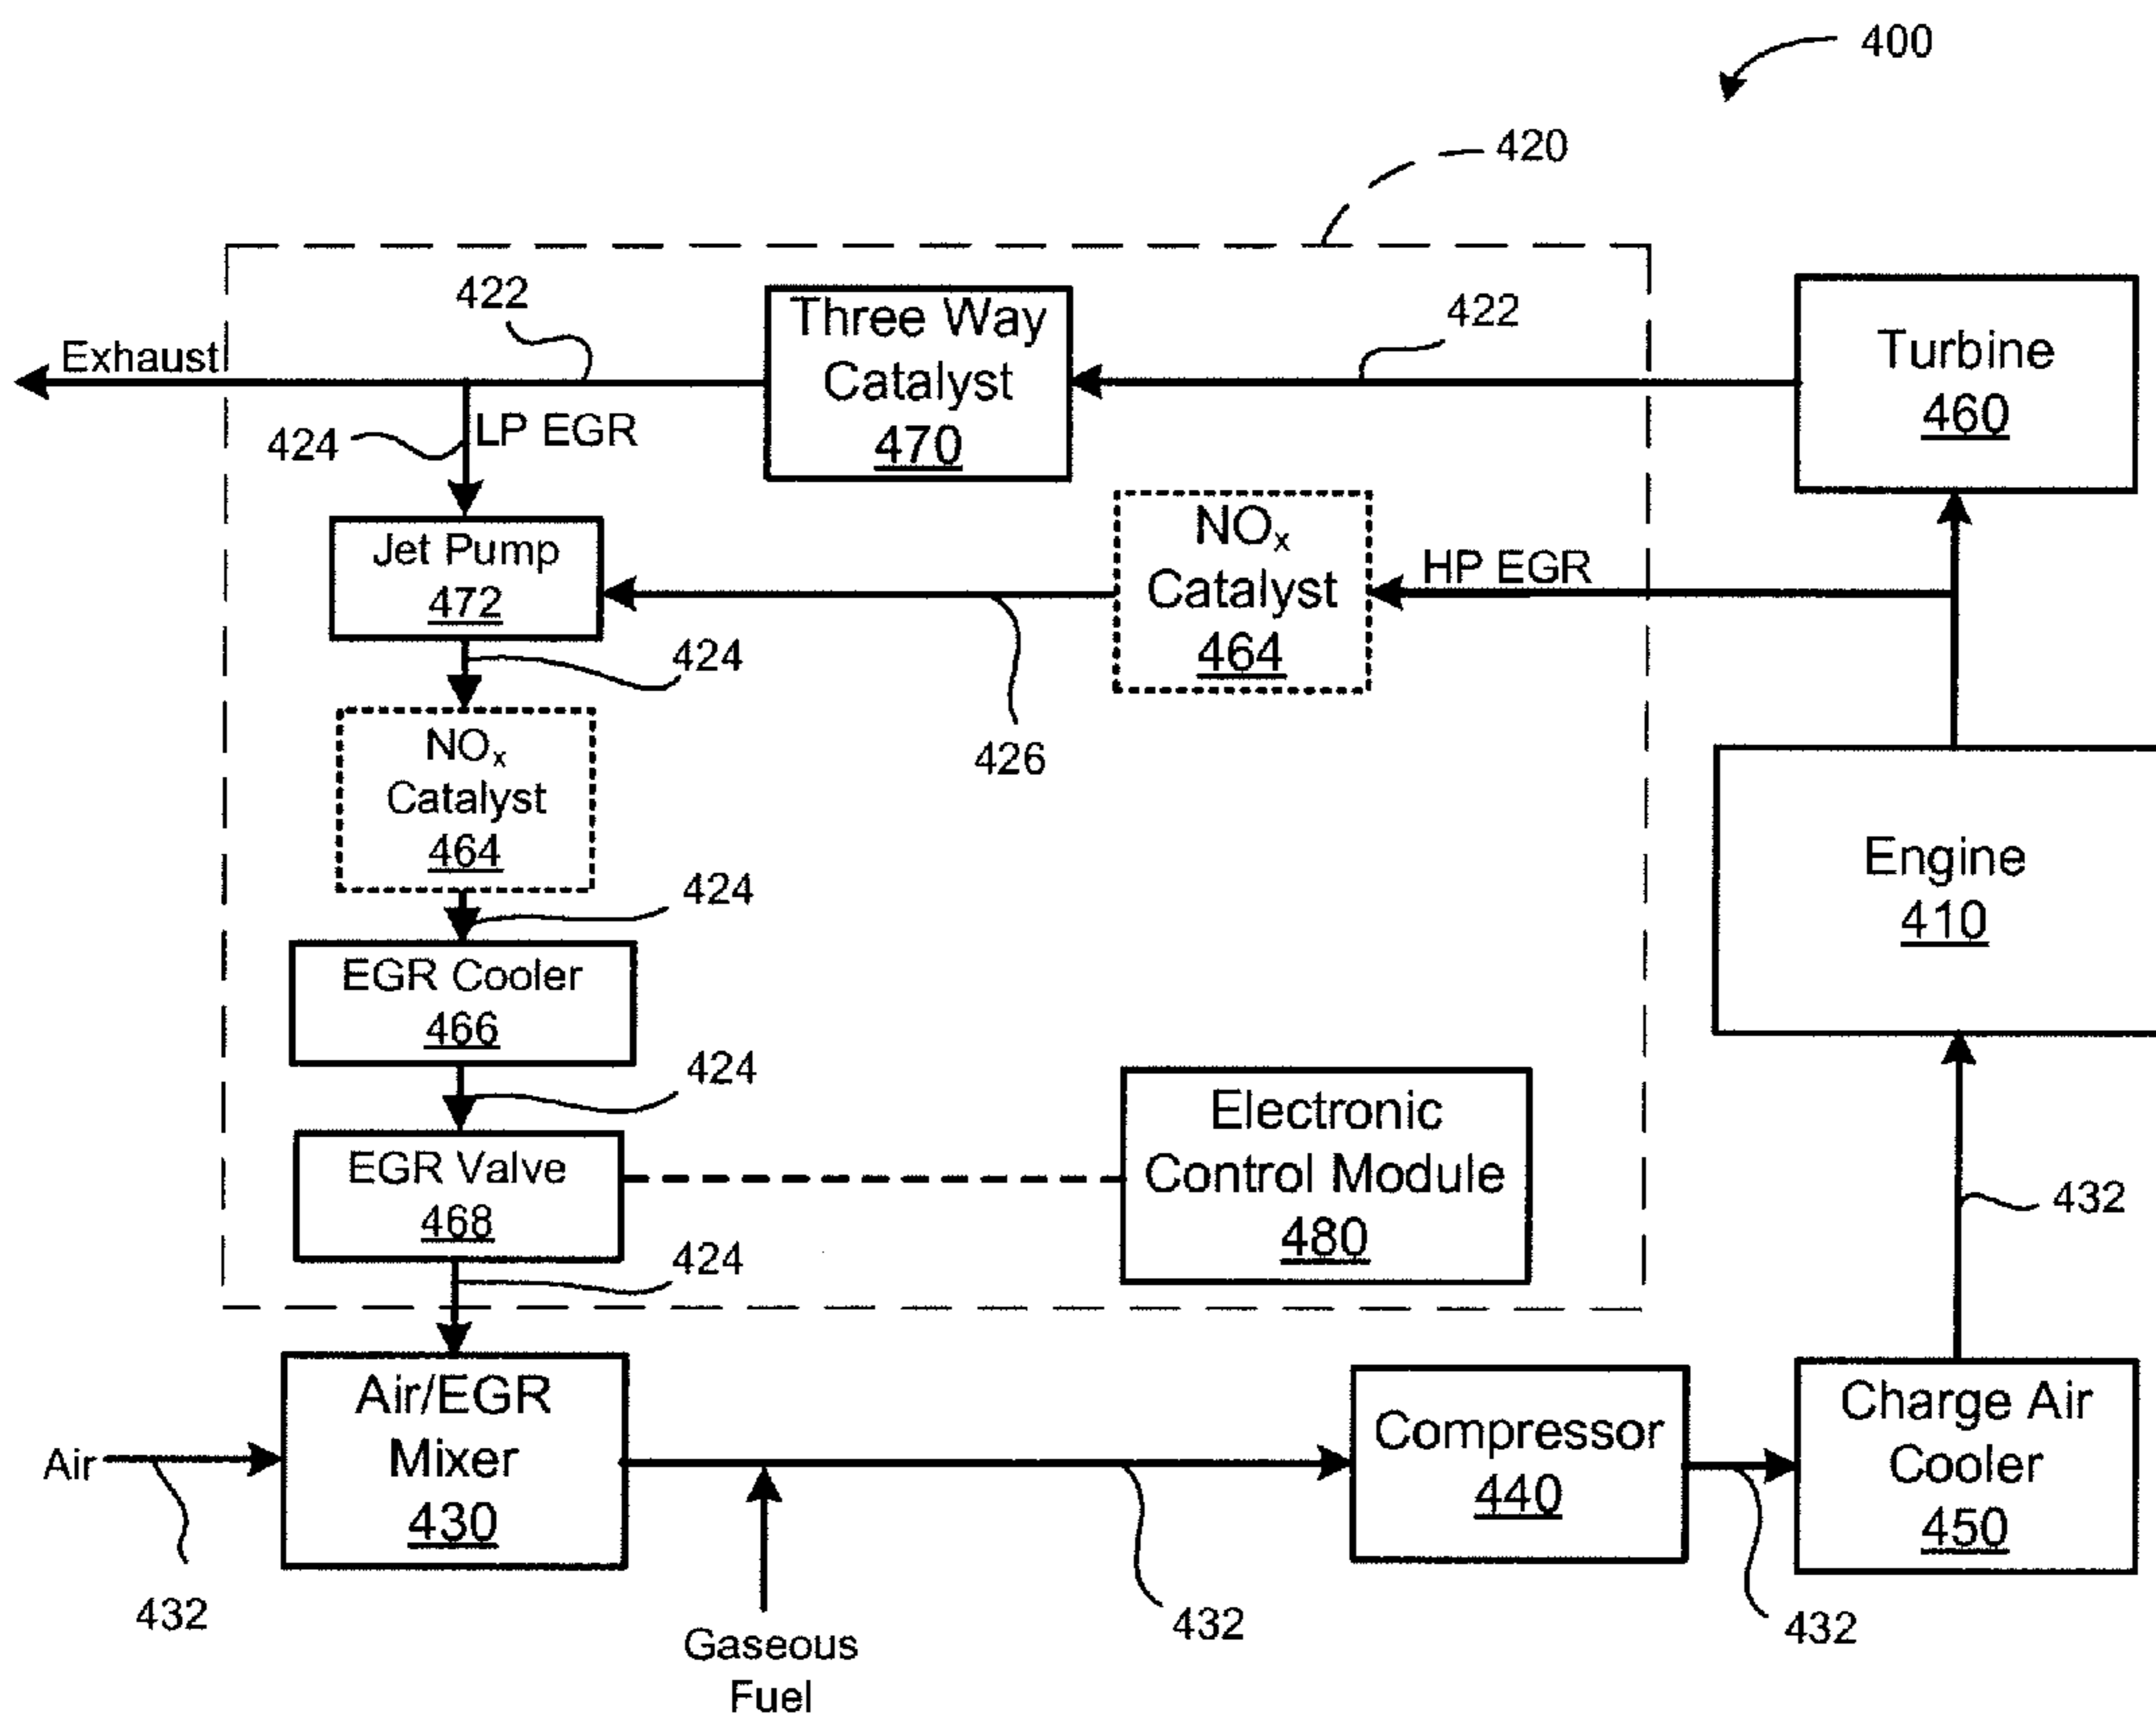 400
420
422
Three Way
Catalyst
470
422
Turbine
460
Exhaust
424
LP EGR
Jet Pump
472
NOx
Catalyst
464
HP EGR
424
426
NOx
Catalyst
464
Engine
410
424
EGR Cooler
466
424
Electronic
Control Module
480
EGR Valve
468
432
424
Air/EGR
Mixer
430
Compressor
440
Charge Air
Cooler
450
Air
432
Gaseous
Fuel
432
432